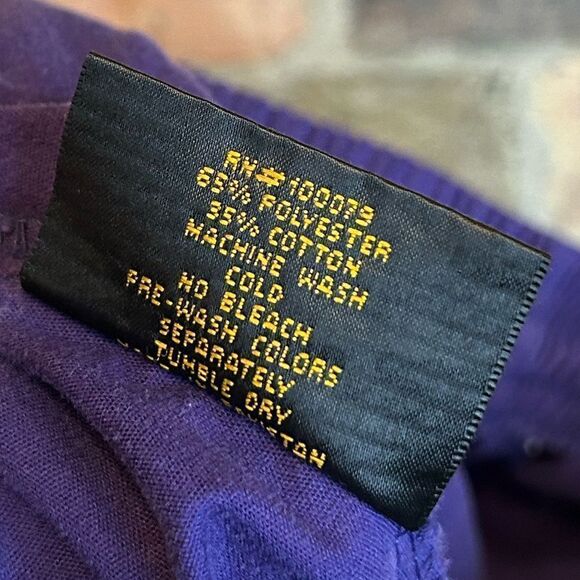 RN#100079
65% POLYESTER
35% COTTON
MACHINE WASH
COLD
NO BLEACH
PRE-WASH COLORS
SEPARATELY
TUMBLE DRY